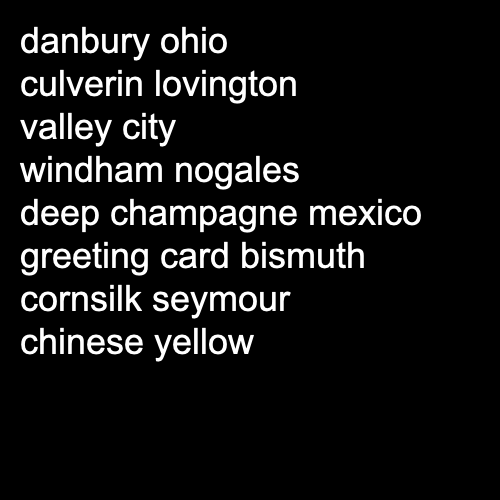 danbury ohio
culverin lovington
valley city
windham nogales
deep champagne mexico
greeting card bismuth
cornsilk seymour
chinese yellow